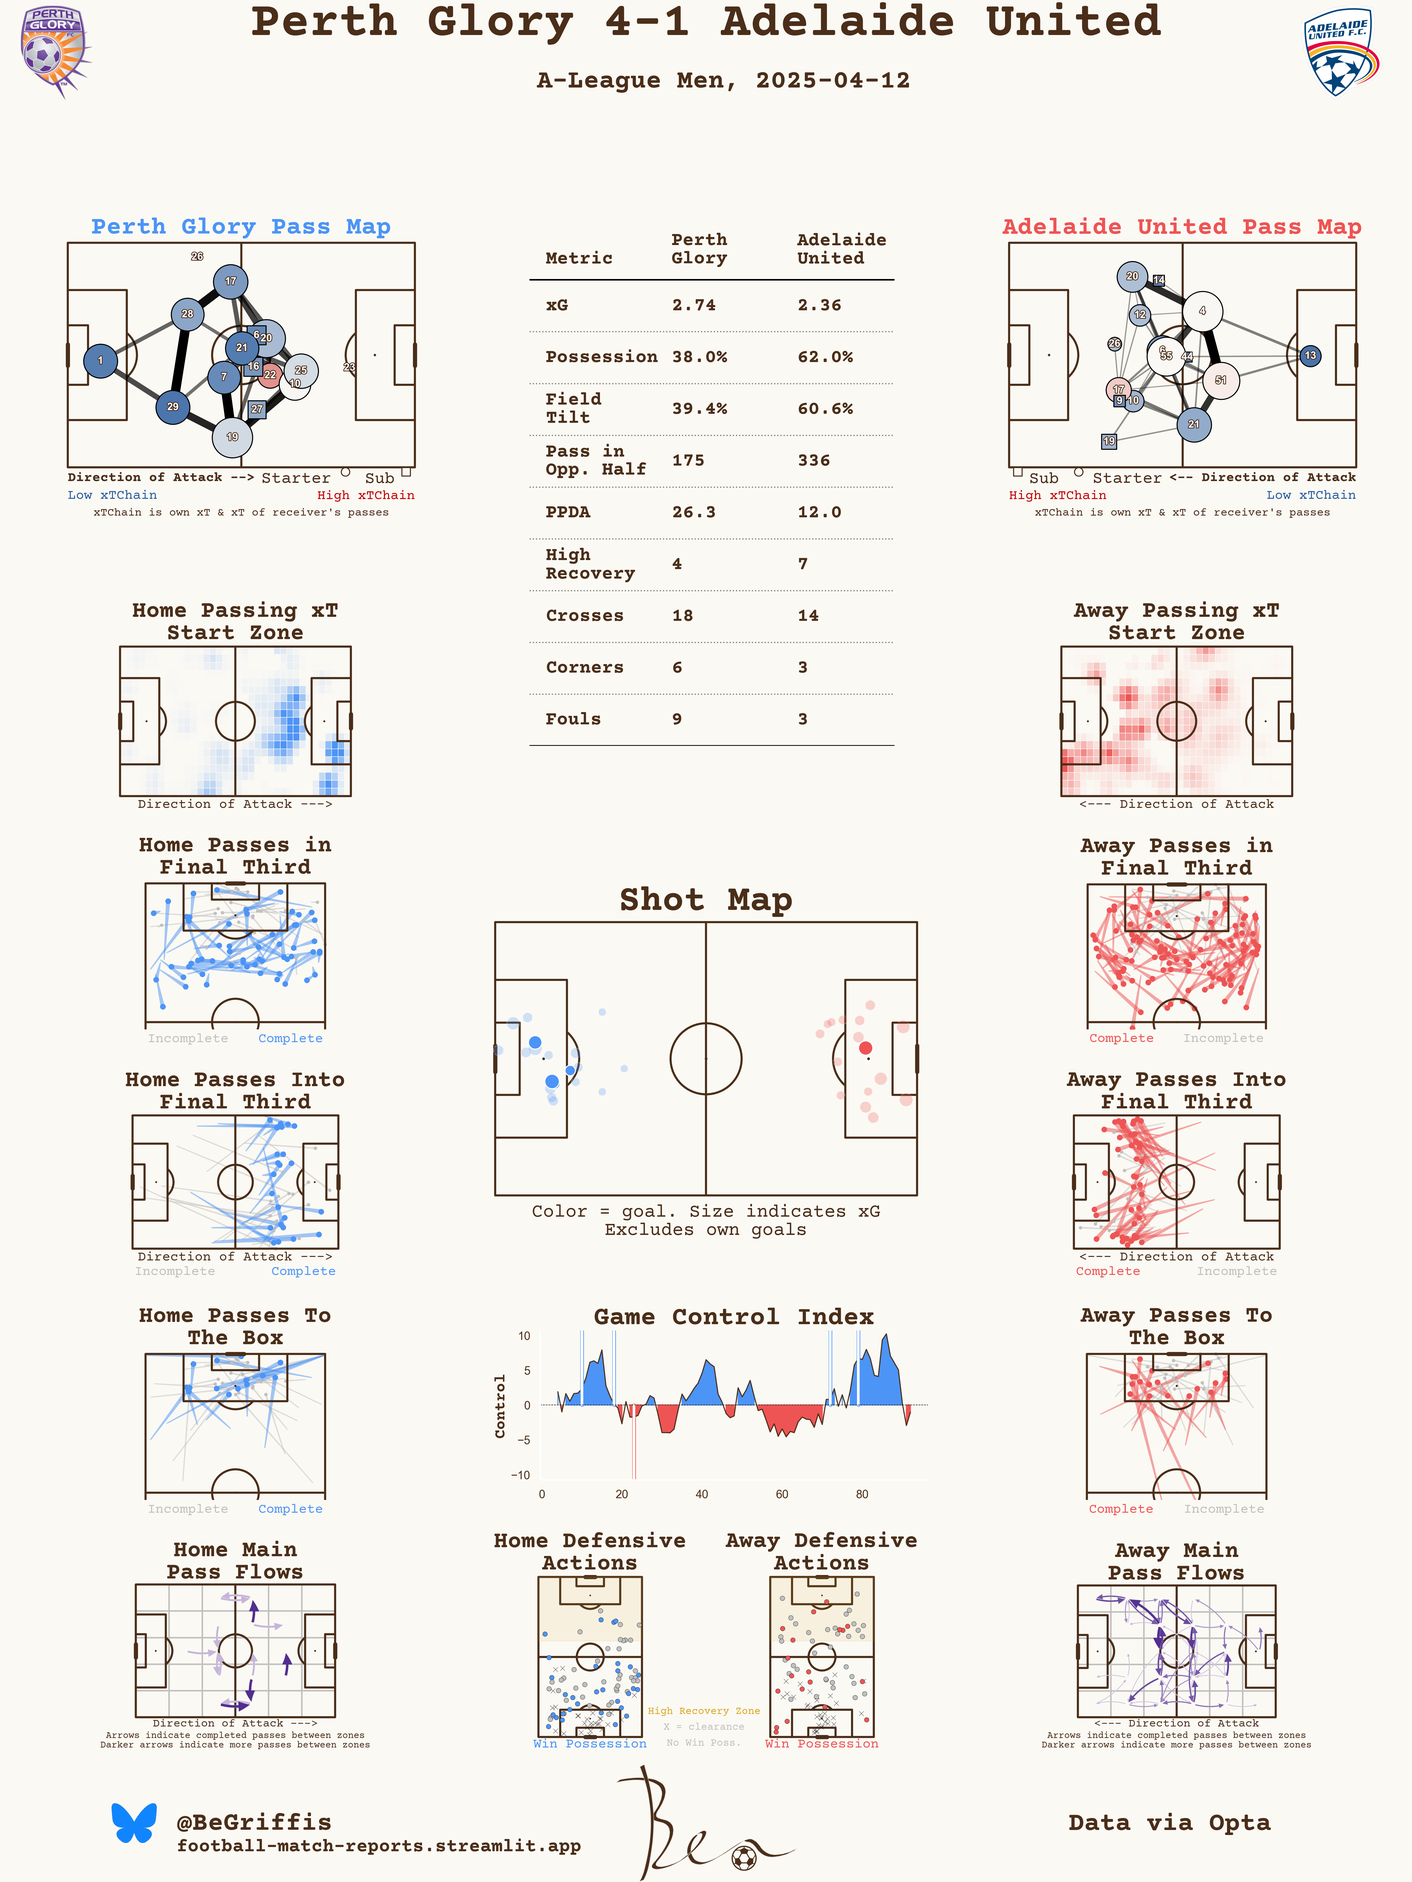 Perth Glory 4-1 Adelaide United
A-League Men, 2025-04-12
PERTH
GLORY
FC
ADELAIDE
UNITED F.C.
Perth Glory Pass Map
26
17
28
6
20
21
1
16
22
25
23
7
10
29
27
19
Direction of Attack --> Starter Sub
Low xTChain High xTChain
xTChain is own xT & xT of receiver's passes
Metric Perth Glory Adelaide United
xG 2.74 2.36
Possession 38.0% 62.0%
Field Tilt 39.4% 60.6%
Pass in Opp. Half 175 336
PPDA 26.3 12.0
High Recovery 4 7
Crosses 18 14
Corners 6 3
Fouls 9 3
Adelaide United Pass Map
20
14
12
4
26
6
55
44
13
17
51
9
10
21
19
Sub Starter <-- Direction of Attack
High xTChain Low xTChain
xTChain is own xT & xT of receiver's passes
Home Passing xT
Start Zone
Direction of Attack --->
Away Passing xT
Start Zone
<--- Direction of Attack
Home Passes in
Final Third
Incomplete Complete
Away Passes in
Final Third
Complete Incomplete
Shot Map
Color = goal. Size indicates xG
Excludes own goals
Home Passes Into
Final Third
Direction of Attack --->
Incomplete Complete
Away Passes Into
Final Third
<--- Direction of Attack
Complete Incomplete
Home Passes To
The Box
Incomplete Complete
Game Control Index
Control
10
5
0
−5
−10
0 20 40 60 80
Away Passes To
The Box
Complete Incomplete
Home Main
Pass Flows
Direction of Attack --->
Arrows indicate completed passes between zones
Darker arrows indicate more passes between zones
Home Defensive
Actions
Win Possession
Away Defensive
Actions
Win Possession
High Recovery Zone
X = clearance
No Win Poss.
Away Main
Pass Flows
<--- Direction of Attack
Arrows indicate completed passes between zones
Darker arrows indicate more passes between zones
@BeGriffis
football-match-reports.streamlit.app
Ben
Data via Opta